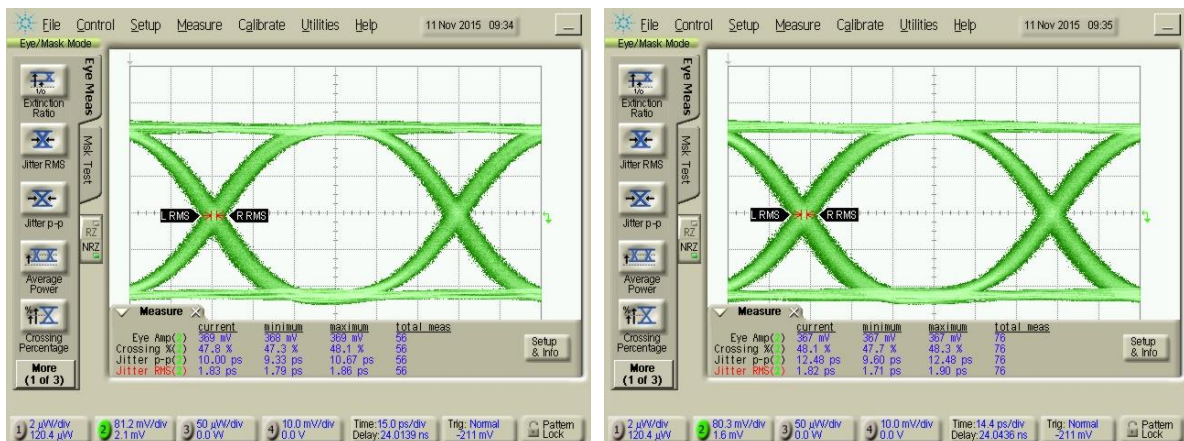 File Control Setup Measure Calibrate Utilities Help 11 Nov 2015 09:34
Eye/Mask Mode
Eye Meas
Msk Test
1/0
Extinction
Ratio
Jitter RMS
Jitter p-p
RZ
NRZ
Average
Power
Crossing
Percentage
More
(1 of 3)
L RMS R RMS
Measure
current minimum maximum total meas
Eye Amp(2) 369 mV 368 mV 369 mV 56
Crossing %(2) 47.8 % 47.3 % 48.1 % 56
Jitter p-p(2) 10.00 ps 9.33 ps 10.67 ps 56
Jitter RMS(2) 1.83 ps 1.79 ps 1.86 ps 56
Setup
& Info
1) 2 µW/div 2) 81.2 mV/div 3) 50 µW/div 4) 10.0 mV/div Time:15.0 ps/div Trig: Normal Pattern
120.4 µW 2.1 mV 0.0 W 0.0 V Delay:24.0139 ns -211 mV Lock
File Control Setup Measure Calibrate Utilities Help 11 Nov 2015 09:35
Eye/Mask Mode
Eye Meas
Msk Test
1/0
Extinction
Ratio
Jitter RMS
Jitter p-p
RZ
NRZ
Average
Power
Crossing
Percentage
More
(1 of 3)
L RMS R RMS
Measure
current minimum maximum total meas
Eye Amp(2) 367 mV 367 mV 367 mV 76
Crossing %(2) 48.1 % 47.7 % 48.3 % 76
Jitter p-p(2) 12.48 ps 9.60 ps 12.48 ps 76
Jitter RMS(2) 1.82 ps 1.71 ps 1.90 ps 76
Setup
& Info
1) 2 µW/div 2) 80.3 mV/div 3) 50 µW/div 4) 10.0 mV/div Time:14.4 ps/div Trig: Normal Pattern
120.4 µW 1.6 mV 0.0 W 0.0 V Delay:24.0436 ns -211 mV Lock